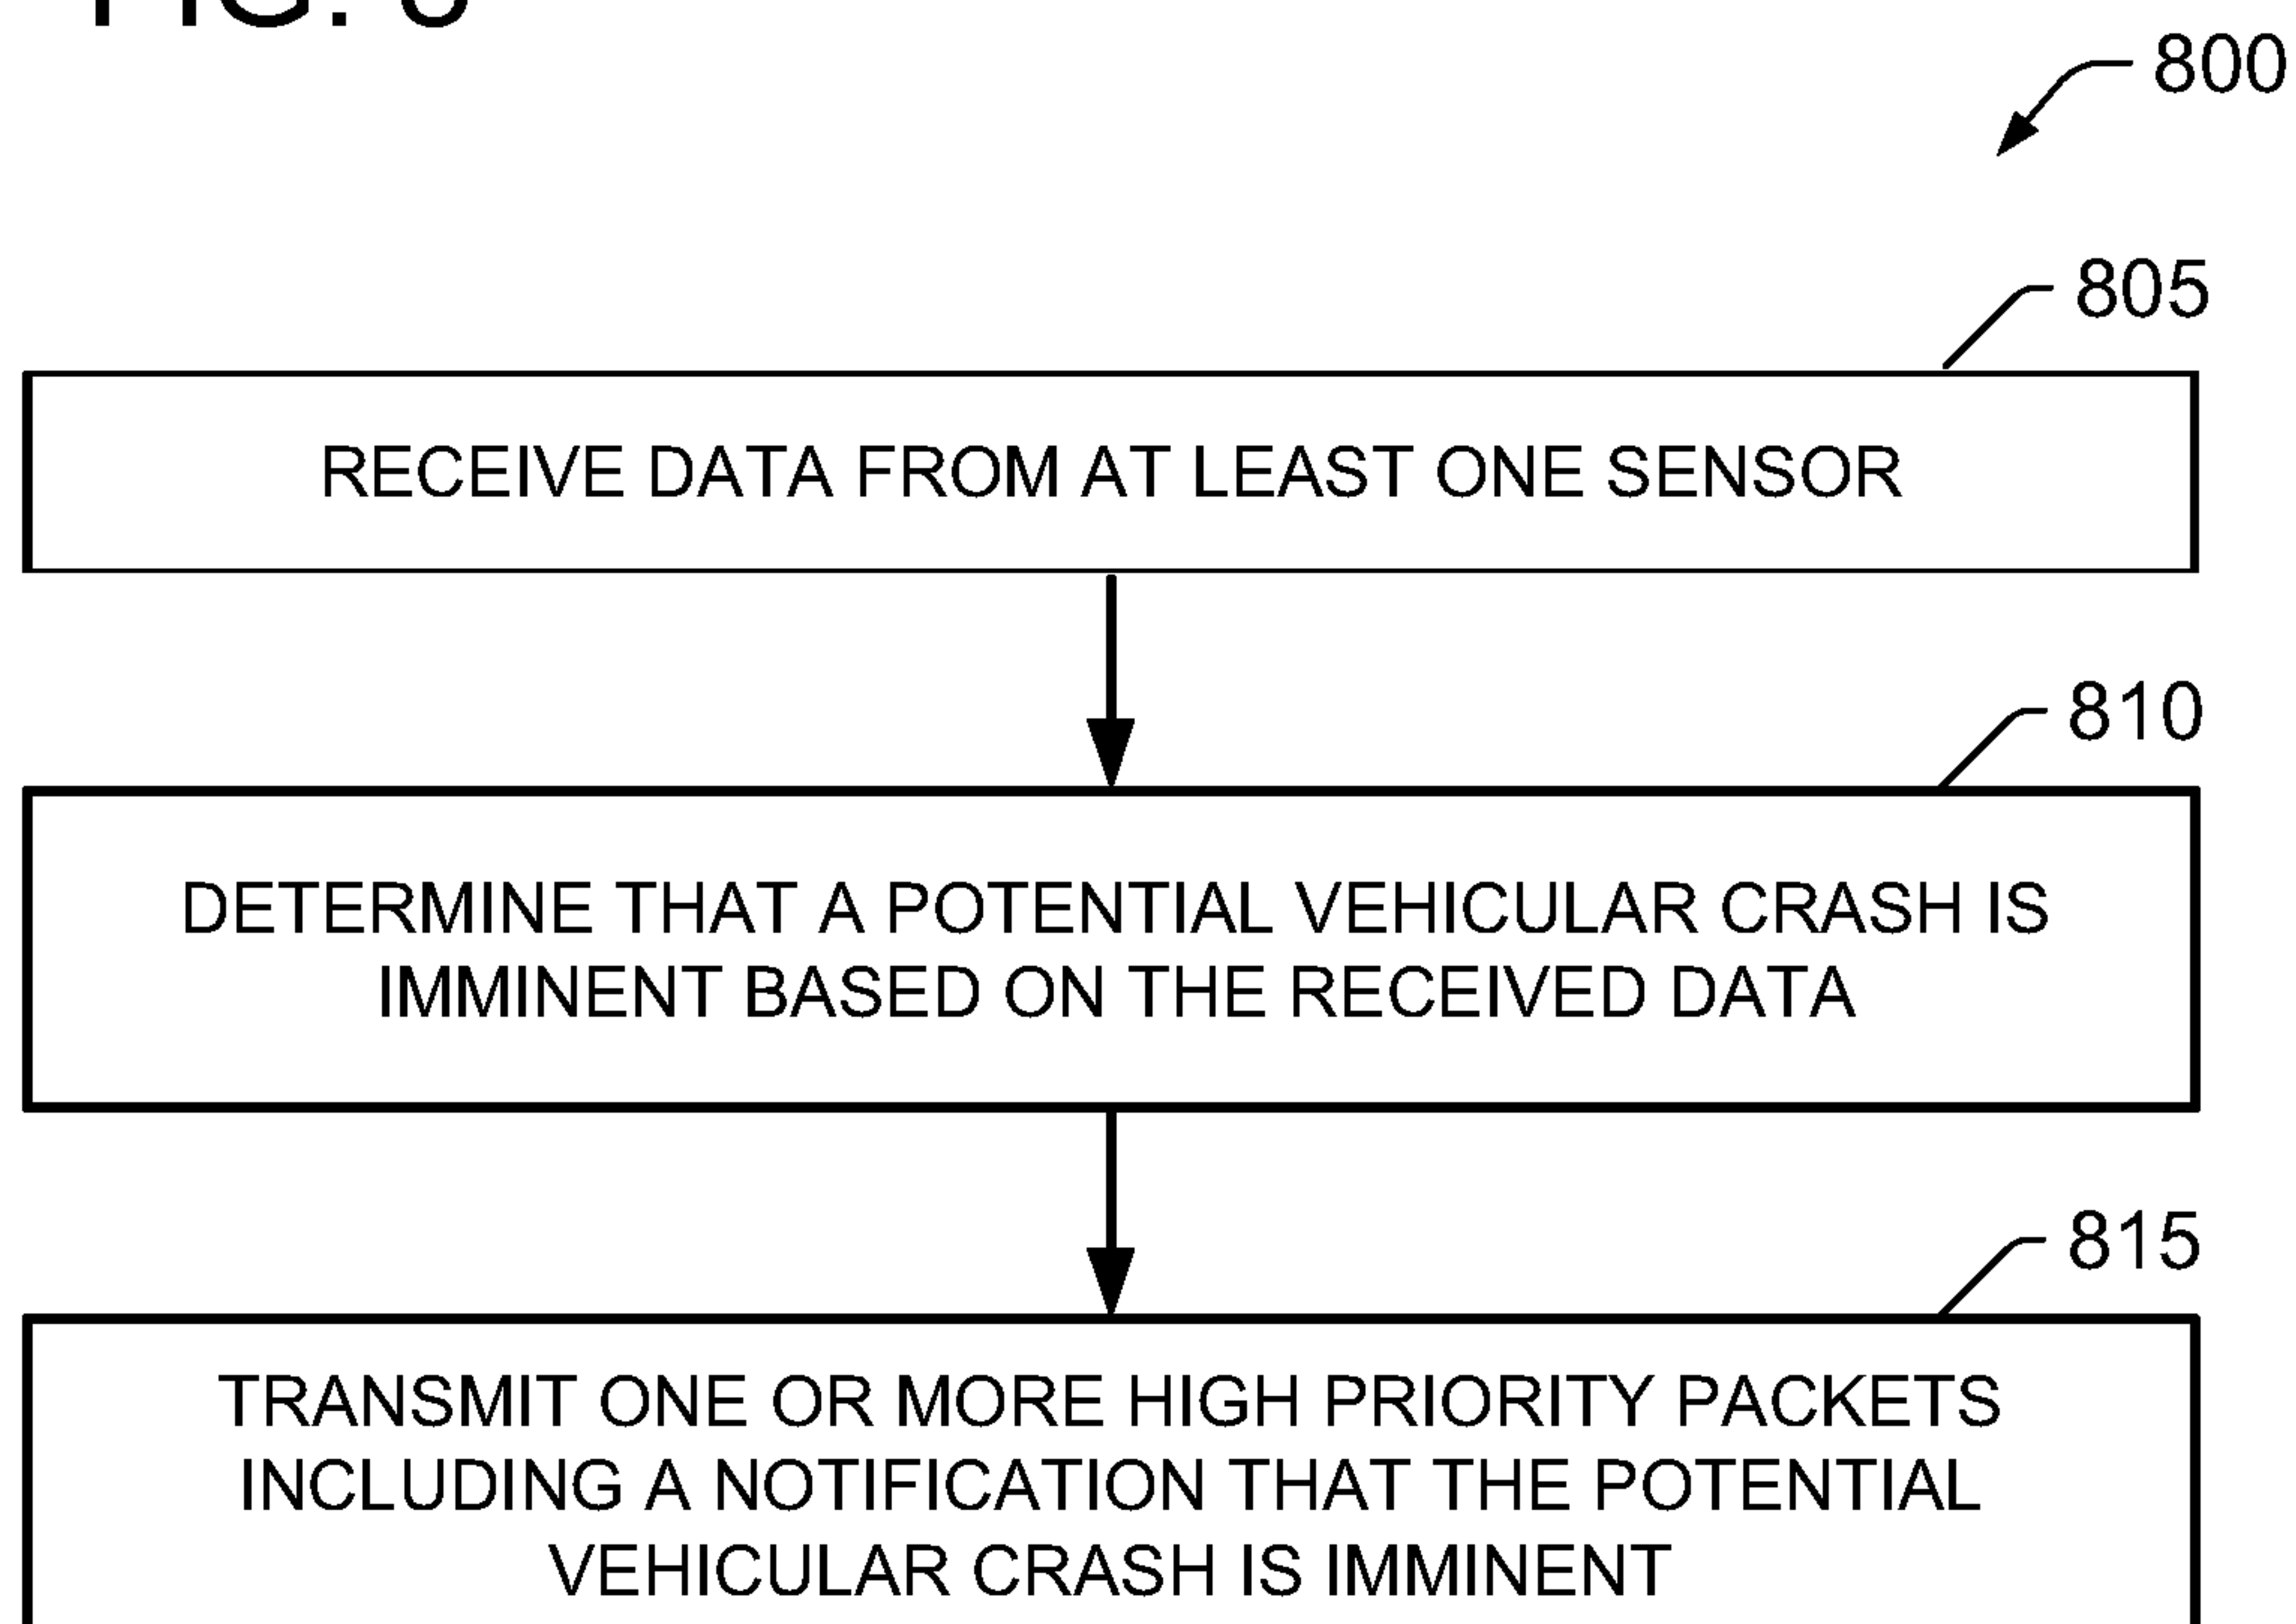 FIG.
800
805
RECEIVE DATA FROM AT LEAST ONE SENSOR
810
DETERMINE THAT A POTENTIAL VEHICULAR CRASH IS
IMMINENT BASED ON THE RECEIVED DATA
815
TRANSMIT ONE OR MORE HIGH PRIORITY PACKETS
INCLUDING A NOTIFICATION THAT THE POTENTIAL
VEHICULAR CRASH IS IMMINENT